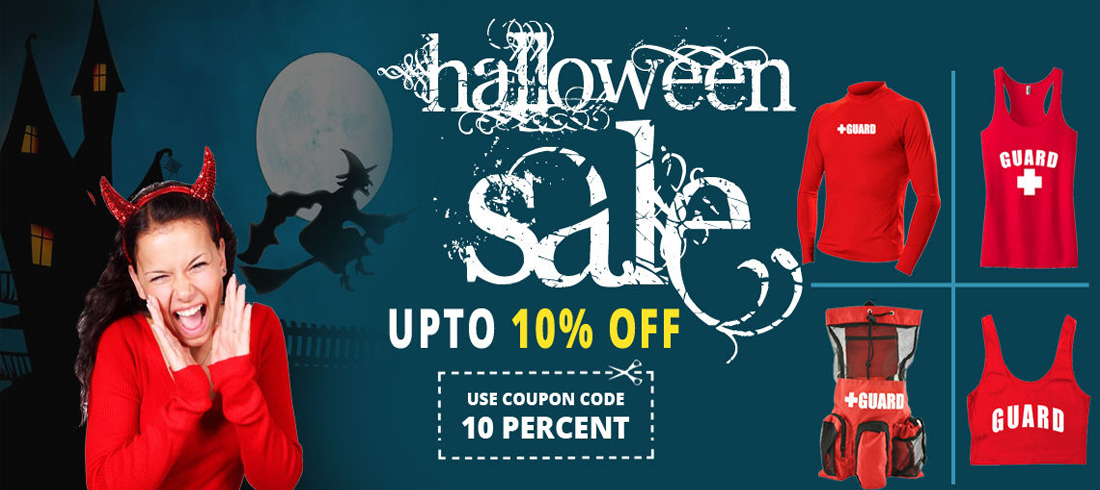 halloween
sale
UPTO 10% OFF
USE COUPON CODE
10 PERCENT
+GUARD
GUARD
+GUARD
GUARD